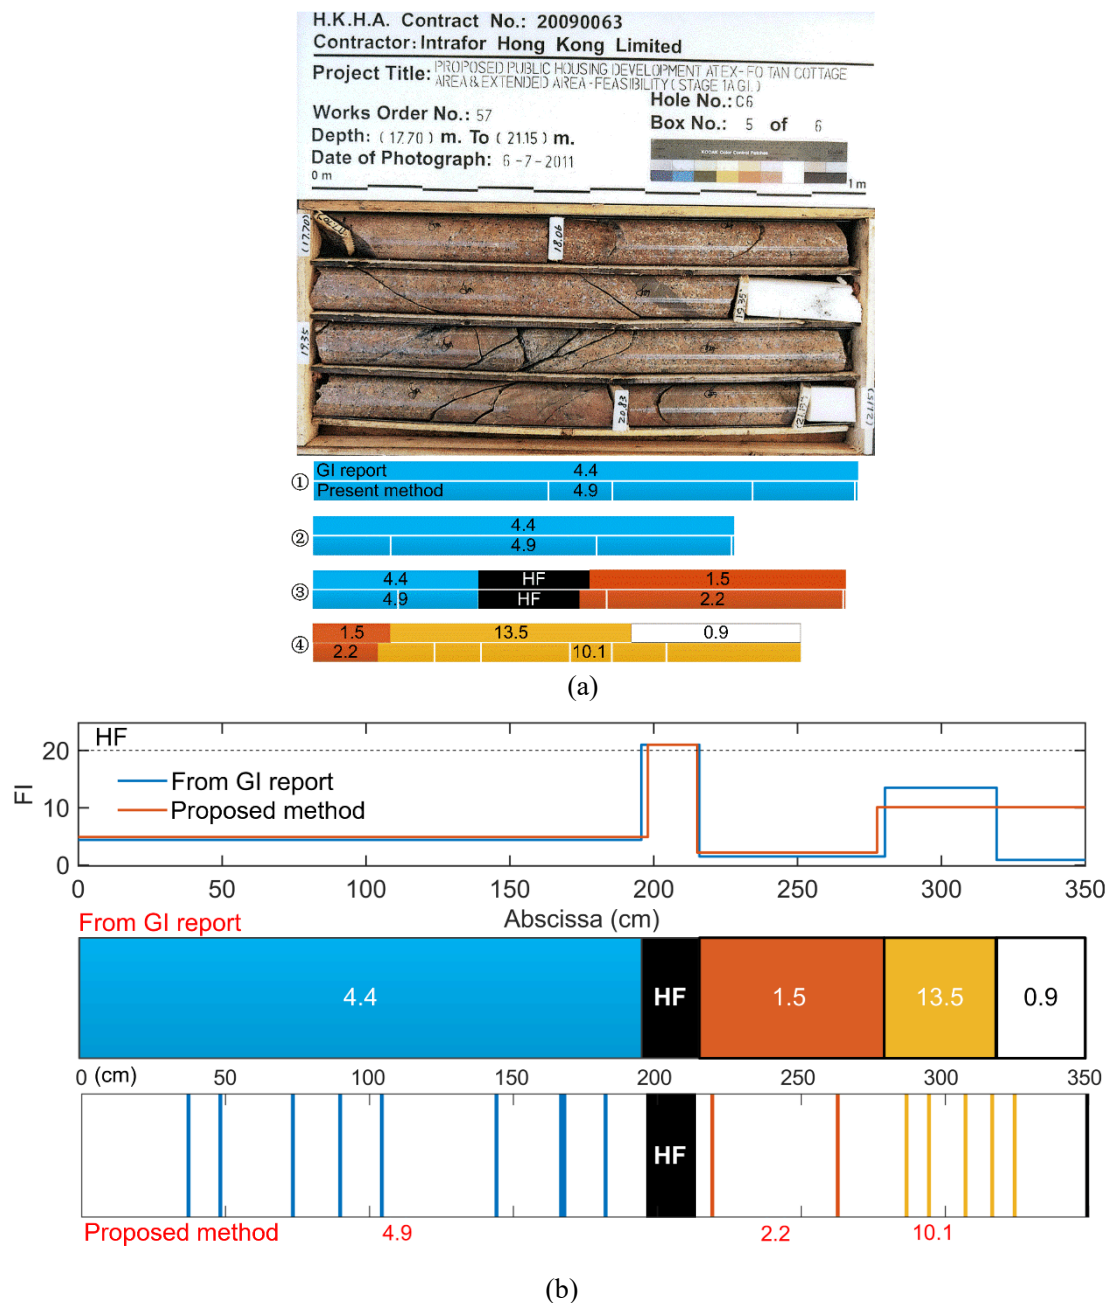 H.K.H.A. Contract No.: 20090063
Contractor: Intrafor Hong Kong Limited
Project Title: PROPOSED PUBLIC HOUSING DEVELOPMENT AT EX-FO TAN COTTAGE
AREA & EXTENDED AREA-FEASIBILITY (STAGE 1A GI.)
Hole No.: C6
Works Order No.: 57
Box No.: 5 of 6
Depth: (17.70) m. To (21.15) m.
Date of Photograph: 6-7-2011
0 m
1 m
(17.70)
18.06
19.35
19.35
20.83
21.15
(21.15)
① GI report 4.4
Present method 4.9
② 4.4
4.9
③ 4.4 HF 1.5
4.9 HF 2.2
④ 1.5 13.5 0.9
2.2 10.1
(a)
HF
20
10
0
FI
From GI report
Proposed method
0 50 100 150 200 250 300 350
Abscissa (cm)
From GI report
4.4 HF 1.5 13.5 0.9
0 (cm) 50 100 150 200 250 300 350
HF
Proposed method 4.9 2.2 10.1
(b)